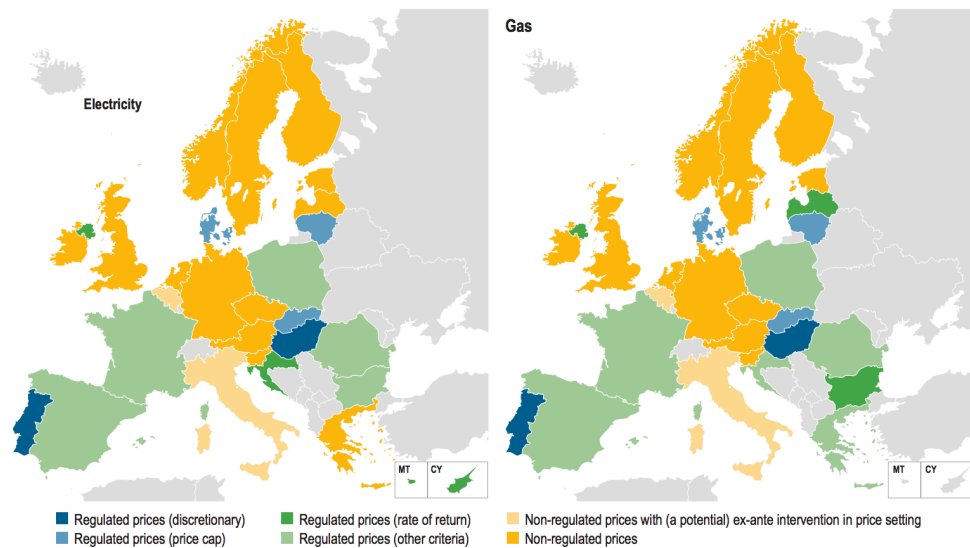 Gas
Electricity
MT CY MT CY
Regulated prices (discretionary) Regulated prices (rate of return) Non-regulated prices with (a potential) ex-ante intervention in price setting
Regulated prices (price cap) Regulated prices (other criteria) Non-regulated prices